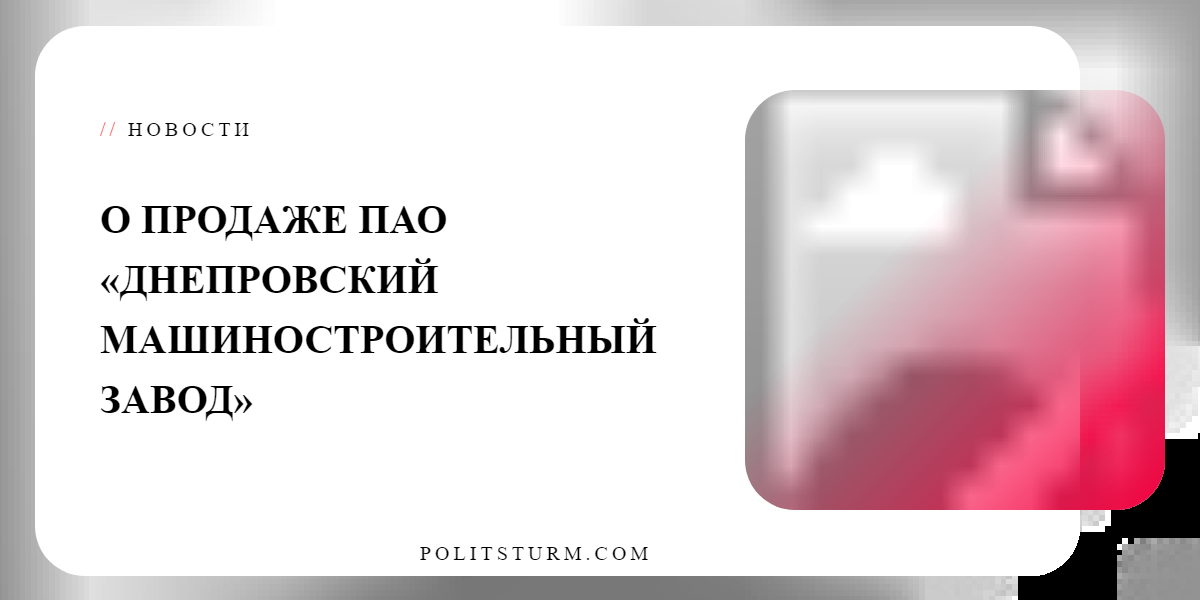 // НОВОСТИ
О ПРОДАЖЕ ПАО
«ДНЕПРОВСКИЙ
МАШИНОСТРОИТЕЛЬНЫЙ
ЗАВОД»
POLITSTURM.COM